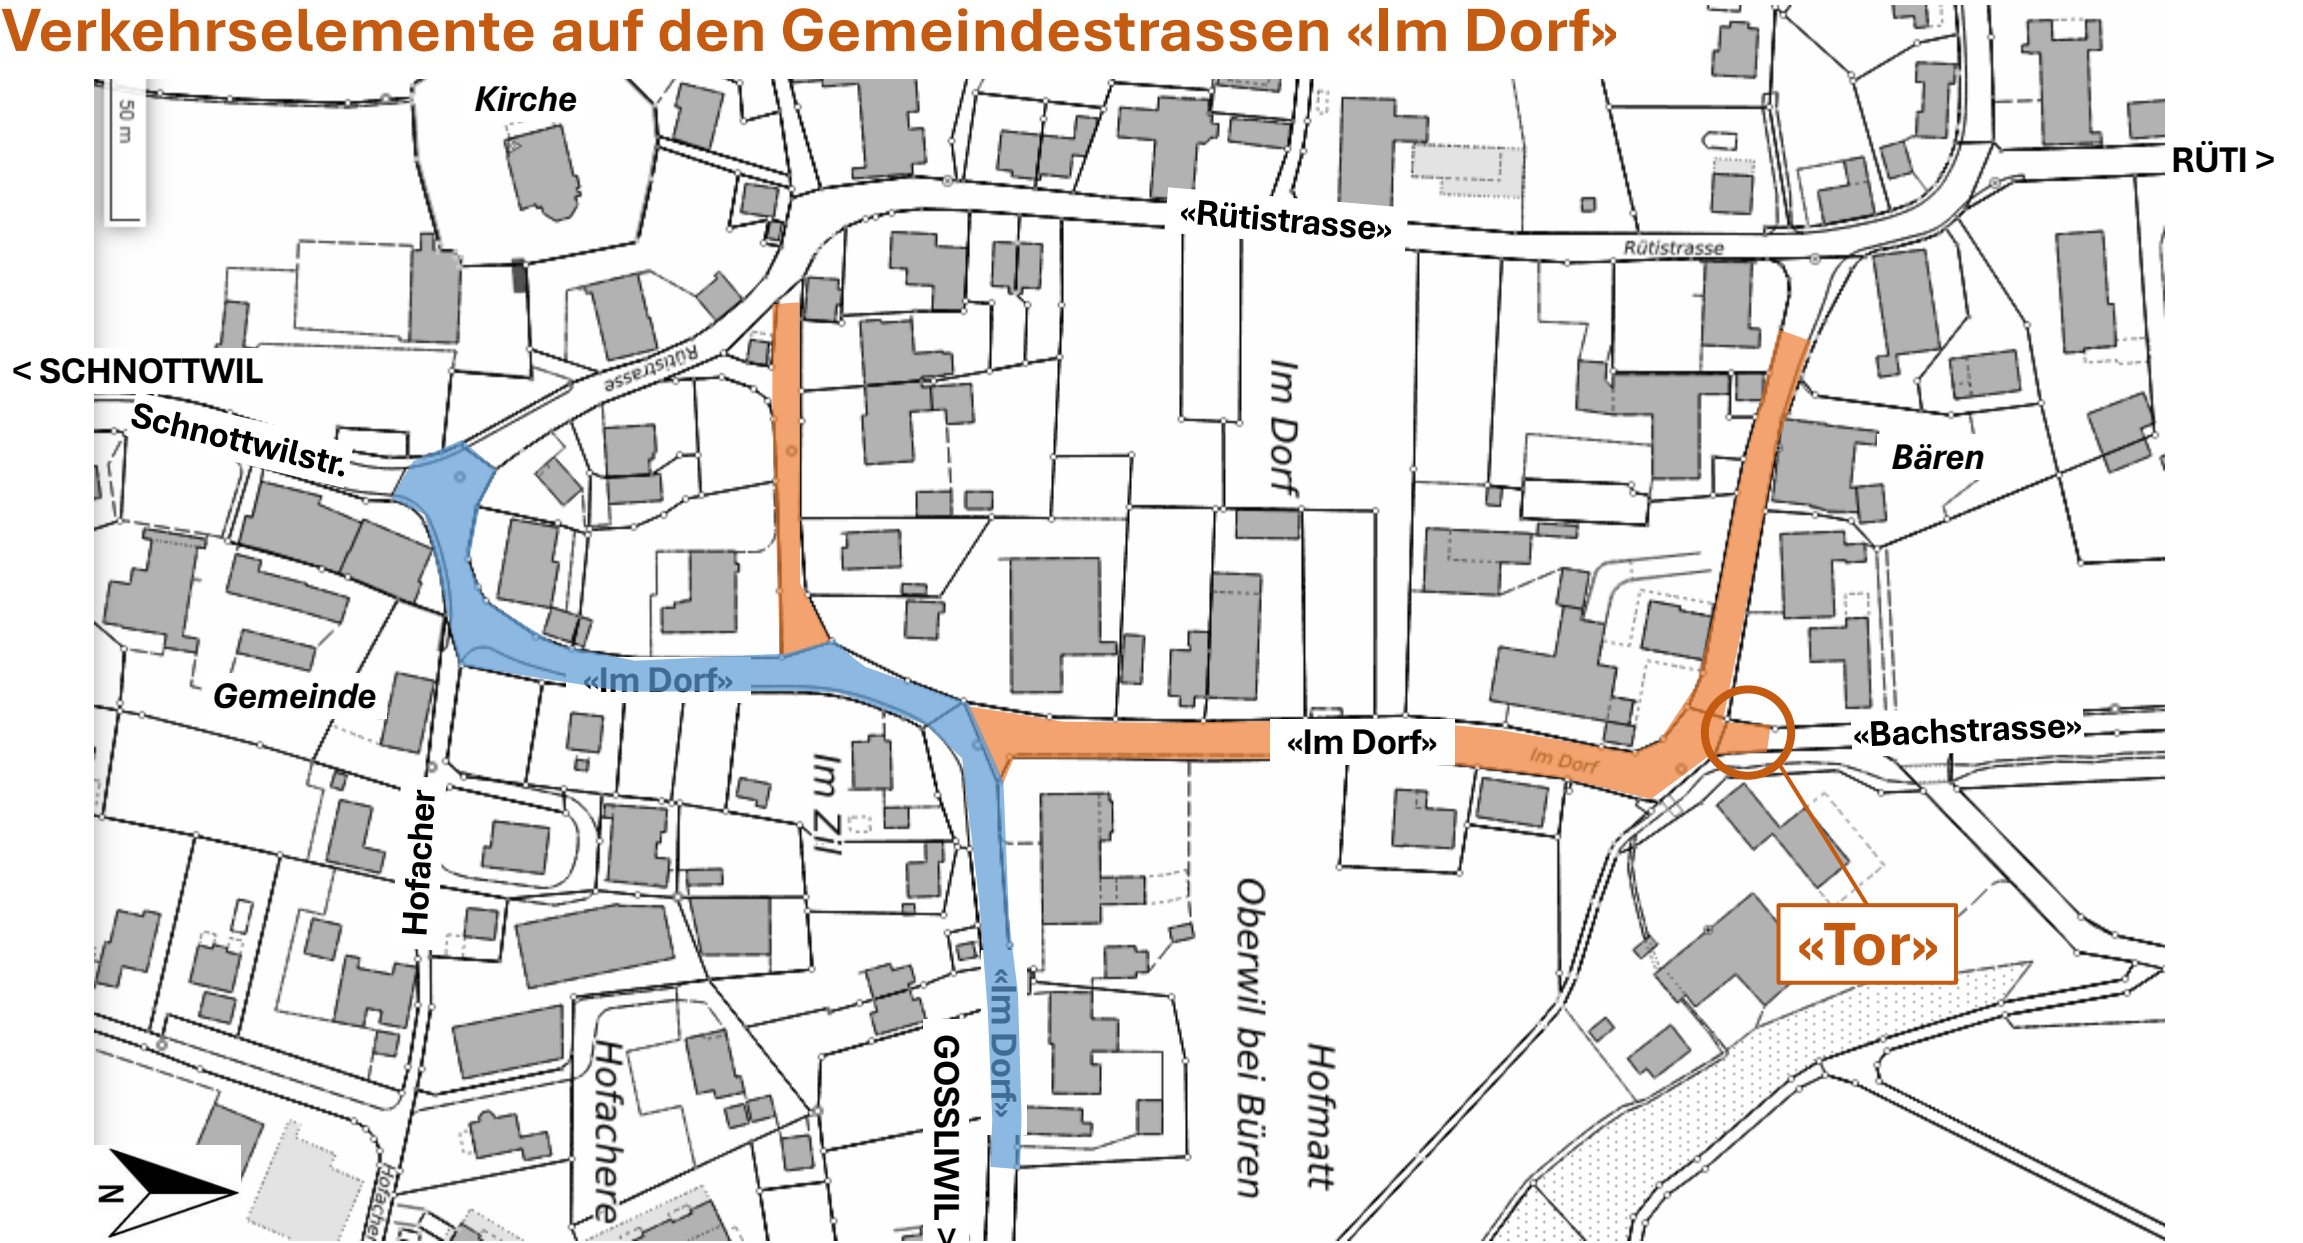 Verkehrselemente auf den Gemeindestrassen «Im Dorf»
Kirche
50 m
RÜTI >
«Rütistrasse»
Rütistrasse
Rütistrasse
< SCHNOTTWIL
Schnottwilstr.
Im Dorf
Bären
Gemeinde
«Im Dorf»
«Im Dorf»
Im Dorf
«Bachstrasse»
Im Zil
Hofacher
«Tor»
Oberwil bei Büren
Hofmatt
«Im Dorf»
GOSSLIWIL >
Hofachere
N
Hofacher